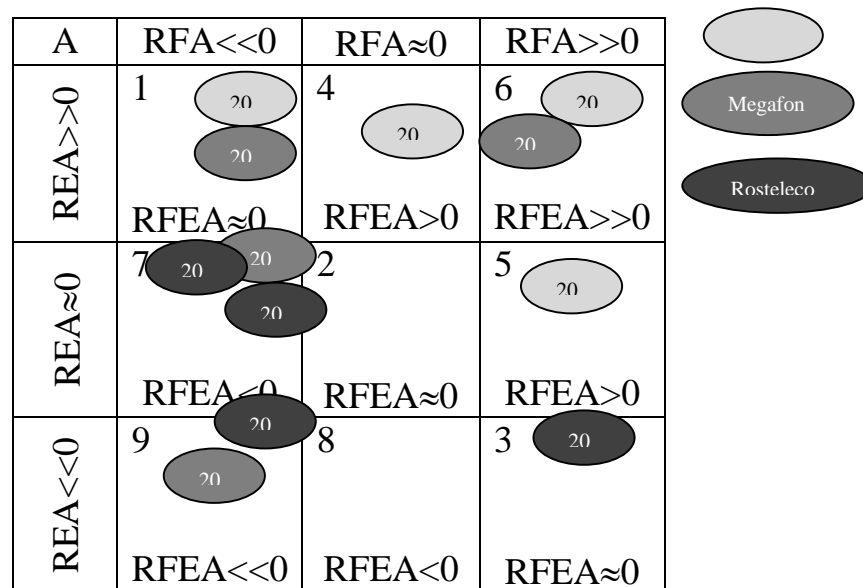 A RFA<<0 RFA≈0 RFA>>0
REA>>0
1 20 4 6 20
20 20 20
RFEA≈0 RFEA>0 RFEA>>0
Megafon
Rosteleco
REA≈0
7 20 20 2 5 20
20
RFEA<0 RFEA≈0 RFEA>0
REA<<0
9 20 8 3 20
20
RFEA<<0 RFEA<0 RFEA≈0